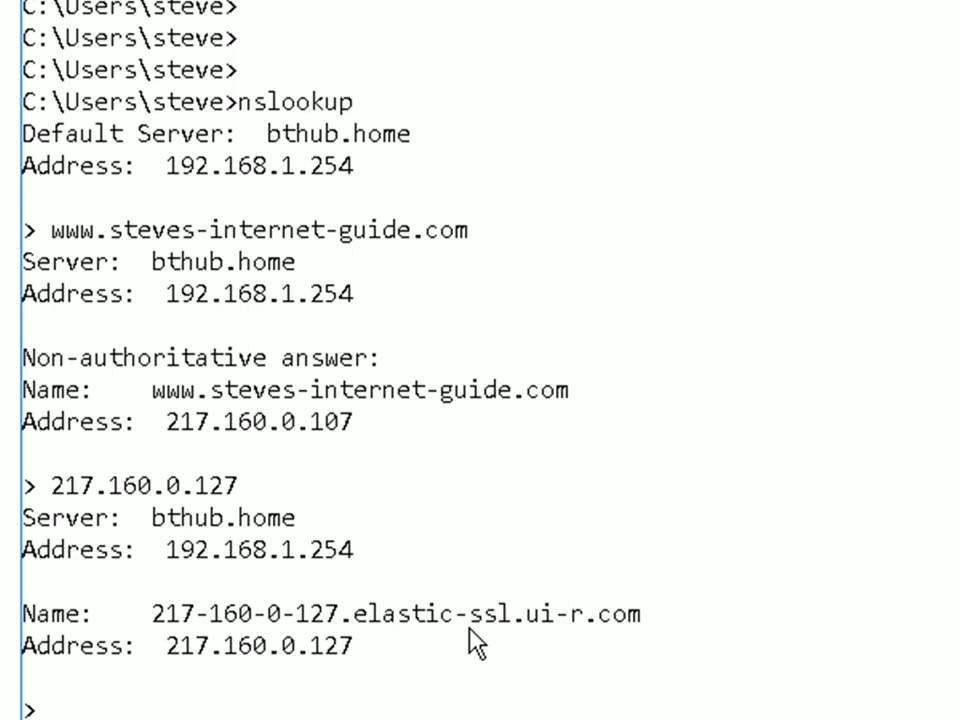 C:\Users\steve>
C:\Users\steve>
C:\Users\steve>
C:\Users\steve>nslookup
Default Server:  bthub.home
Address:  192.168.1.254
> www.steves-internet-guide.com
Server:  bthub.home
Address:  192.168.1.254
Non-authoritative answer:
Name:    www.steves-internet-guide.com
Address:  217.160.0.107
> 217.160.0.127
Server:  bthub.home
Address:  192.168.1.254
Name:    217-160-0-127.elastic-ssl.ui-r.com
Address:  217.160.0.127
>